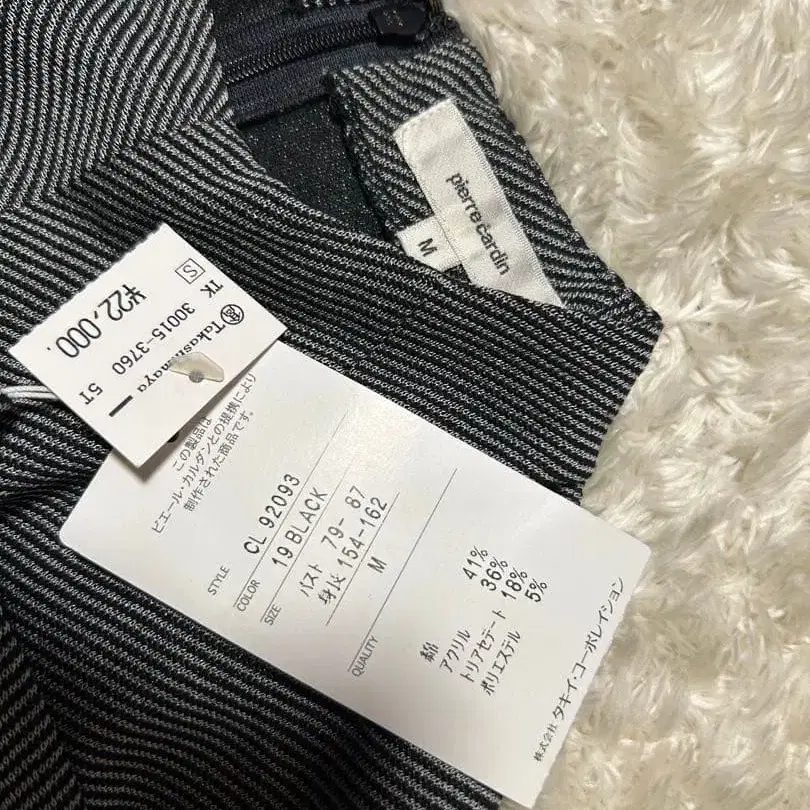 pierre cardin
M
Takashimaya
TK 30015-3760 5T
S
¥22,000.
この製品は
ピエール・カルダンとの提携により
制作された商品です。
STYLE CL 92093
COLOR 19 BLACK
SIZE バスト 79-87
身長 154-162
M
QUALITY
綿 41%
アクリル 36%
トリアセテート 18%
ポリエステル 5%
株式会社 タキイ・コーポレイション